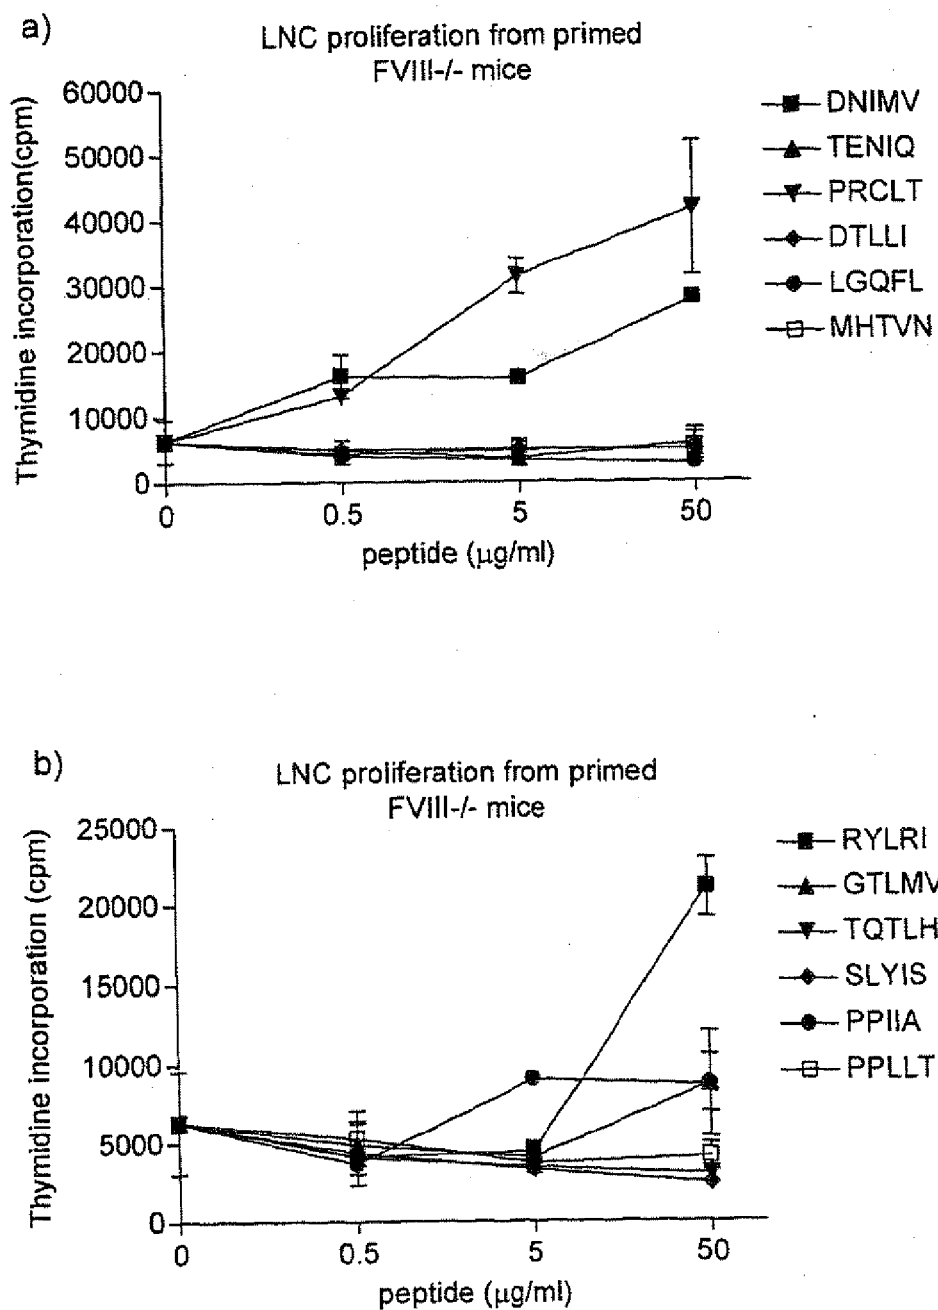 a)
LNC proliferation from primed
FVIII-/- mice
Thymidine incorporation(cpm)
60000
50000
40000
30000
20000
10000
0
0
0.5
5
50
peptide (μg/ml)
DNIMV
TENIQ
PRCLT
DTLLI
LGQFL
MHTVN
b)
LNC proliferation from primed
FVIII-/- mice
Thymidine incorporation (cpm)
25000
20000
15000
10000
5000
0
0
0.5
5
50
peptide (μg/ml)
RYLRI
GTLMV
TQTLH
SLYIS
PPIIA
PPLLT